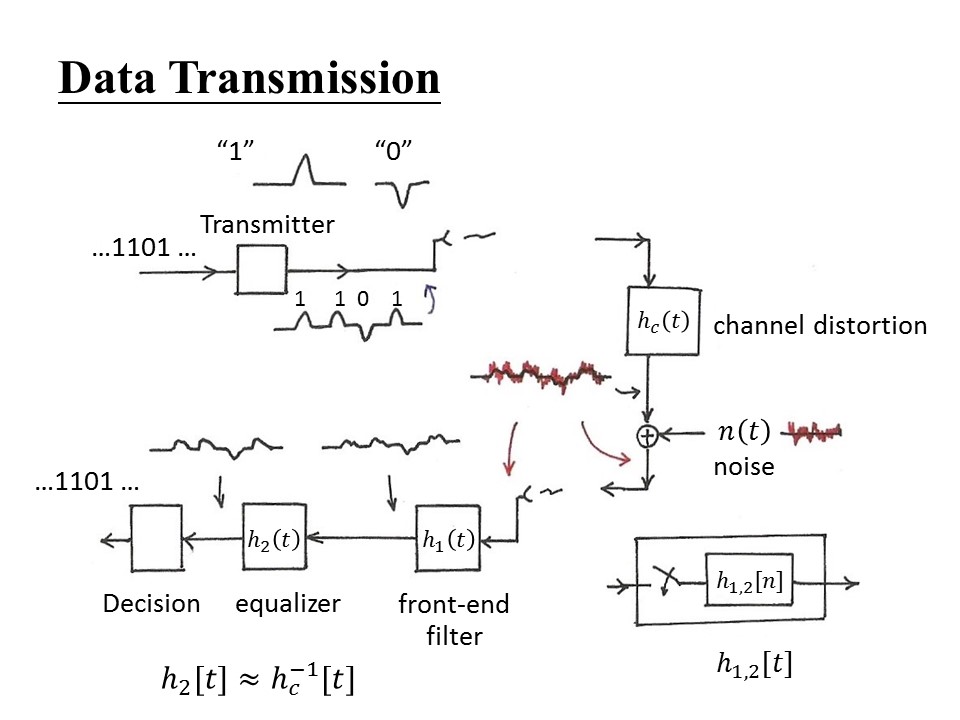 Data Transmission
“1” “0”
Transmitter
…1101 …
1 1 0 1
h_c(t) channel distortion
n(t)
noise
…1101 …
h_2(t) h_1(t)
Decision equalizer front-end
filter
h_{1,2}[n]
h_{1,2}[t]
h_2[t] ≈ h_c^{-1}[t]